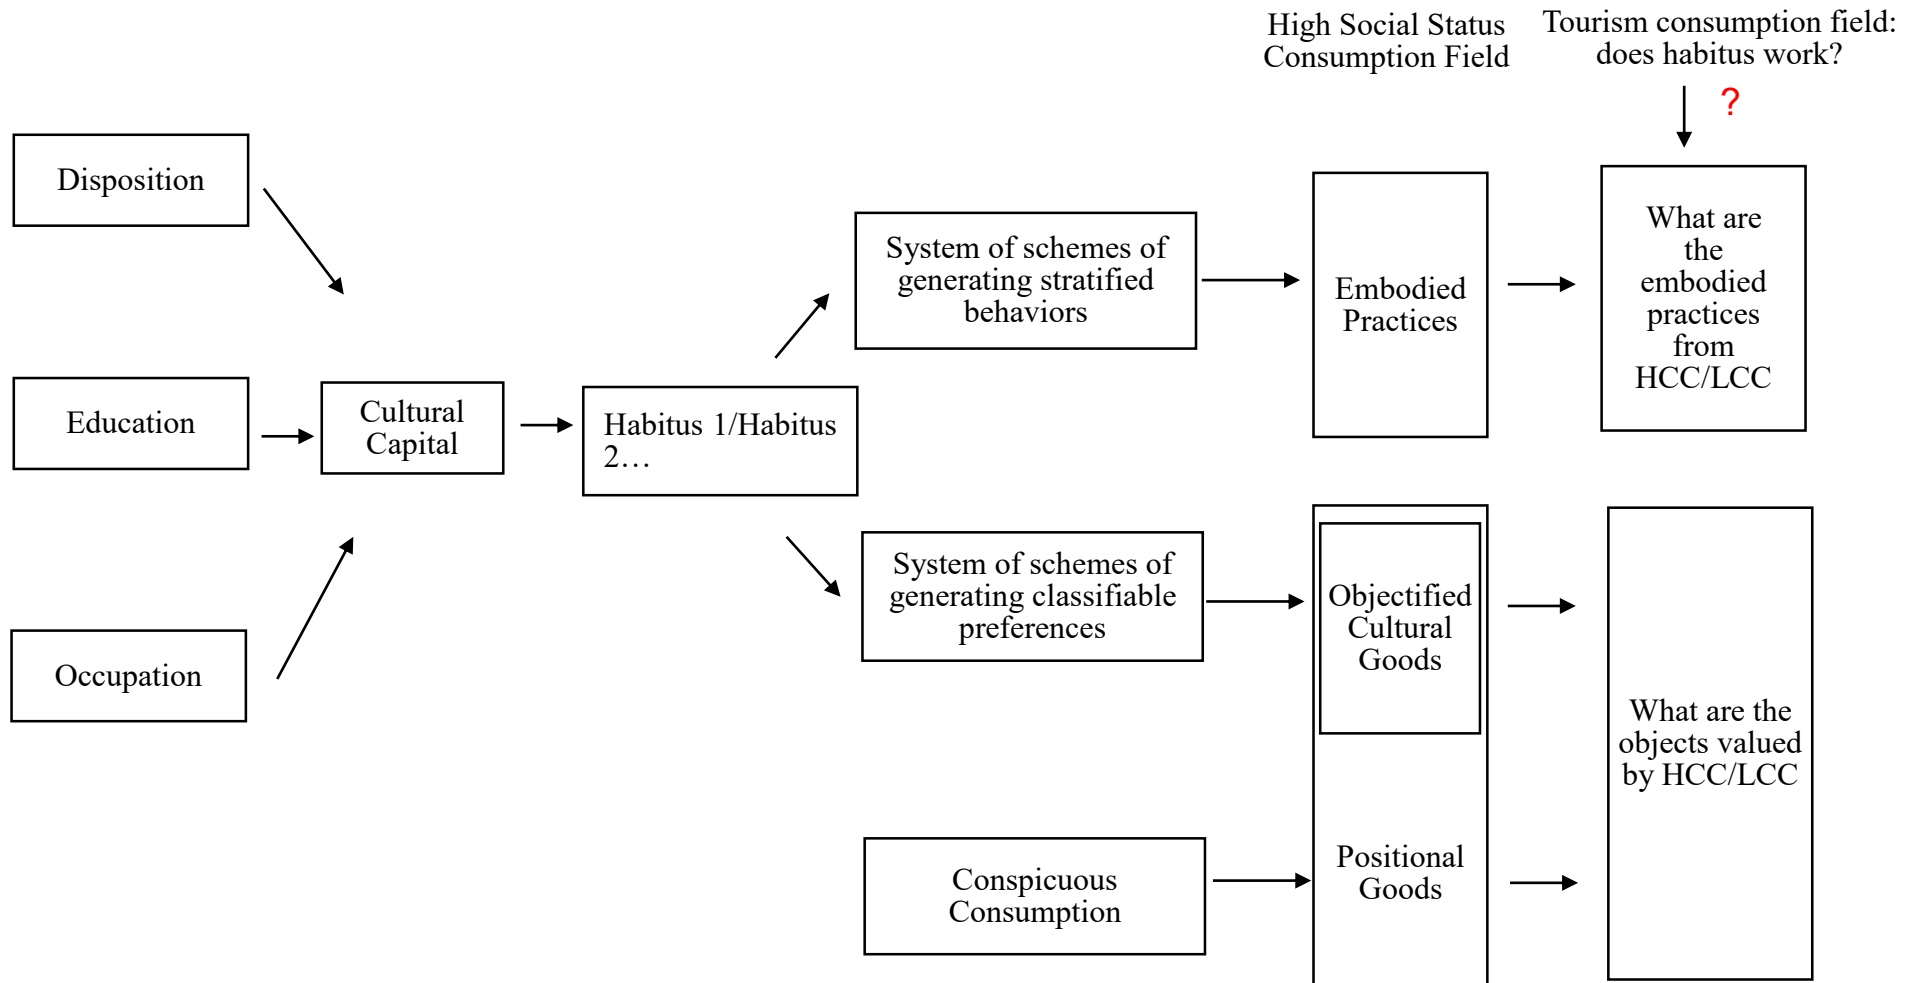 High Social Status
Consumption Field
Tourism consumption field:
does habitus work?
?
Disposition
Education
Occupation
Cultural
Capital
Habitus 1/Habitus
2…
System of schemes of
generating stratified
behaviors
System of schemes of
generating classifiable
preferences
Conspicuous
Consumption
Embodied
Practices
Objectified
Cultural
Goods
Positional
Goods
What are
the
embodied
practices
from
HCC/LCC
What are the
objects valued
by HCC/LCC